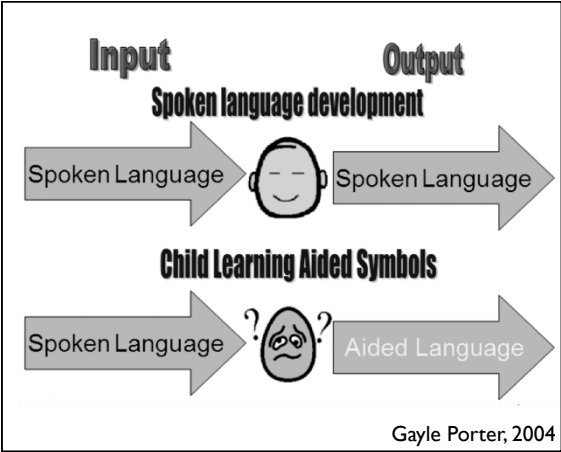 Input
Output
Spoken language development
Spoken Language
Spoken Language
Child Learning Aided Symbols
Spoken Language
? ?
Aided Language
Gayle Porter, 2004